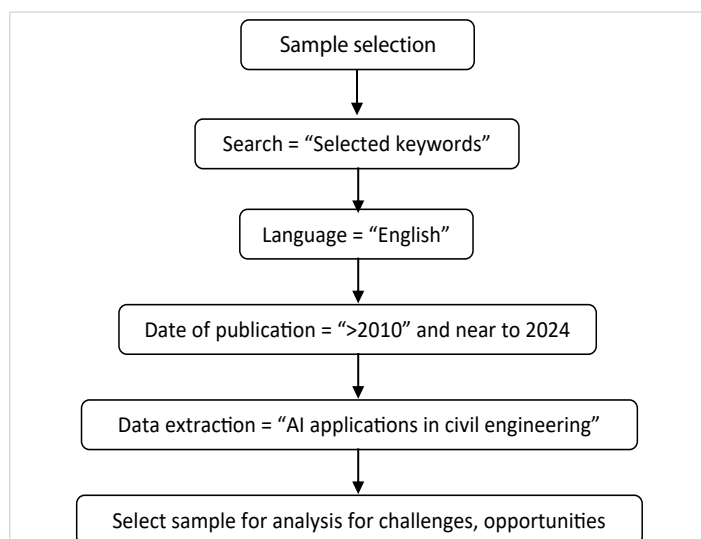 Sample selection
Search = “Selected keywords”
Language = “English”
Date of publication = “>2010” and near to 2024
Data extraction = “AI applications in civil engineering”
Select sample for analysis for challenges, opportunities